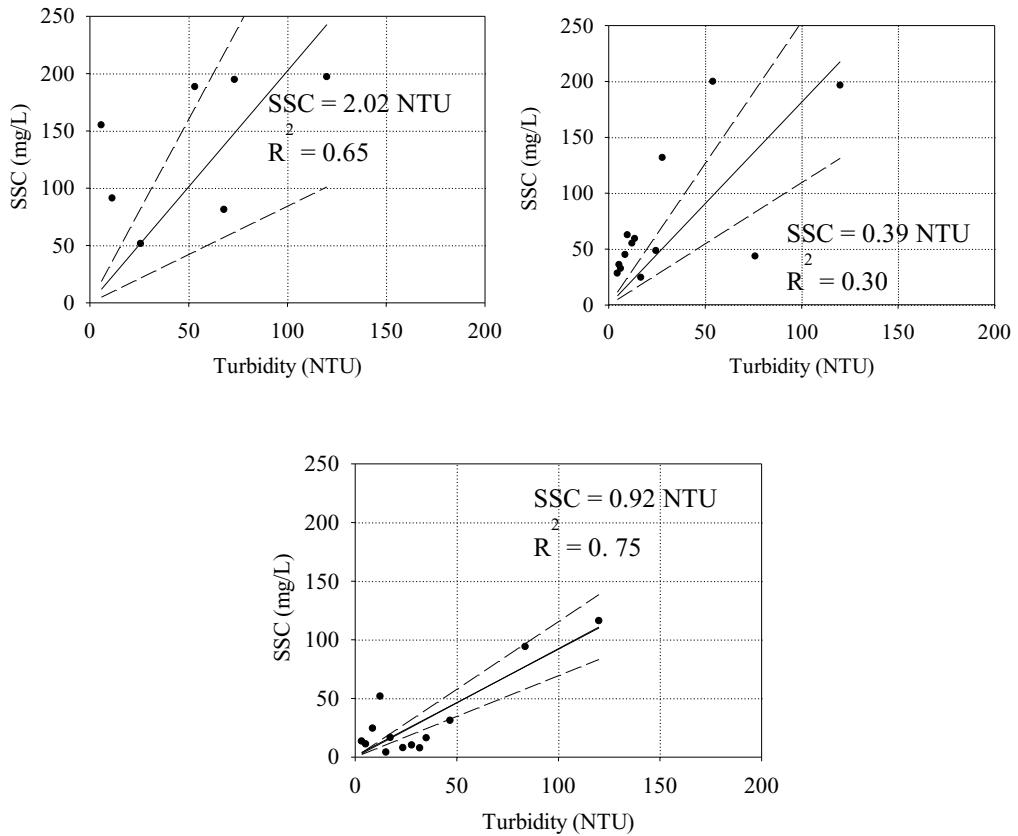 250
200
150
100
50
0
SSC (mg/L)
SSC = 2.02 NTU
R2 = 0.65
0 50 100 150 200
Turbidity (NTU)
250
200
150
100
50
0
SSC (mg/L)
SSC = 0.39 NTU
R2 = 0.30
0 50 100 150 200
Turbidity (NTU)
250
200
150
100
50
0
SSC (mg/L)
SSC = 0.92 NTU
R2 = 0. 75
0 50 100 150 200
Turbidity (NTU)